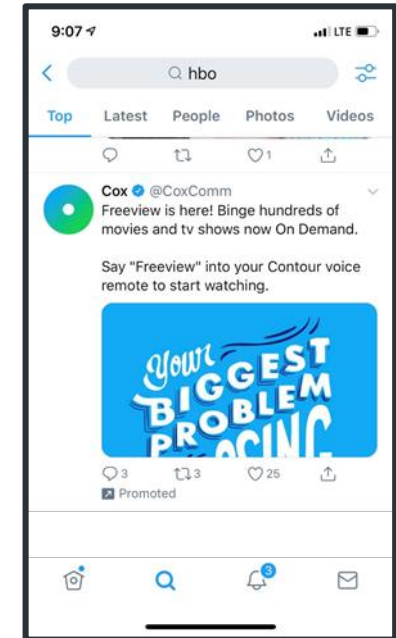 9:07
LTE
hbo
Top Latest People Photos Videos
1
Cox @CoxComm
Freeview is here! Binge hundreds of
movies and tv shows now On Demand.
Say "Freeview" into your Contour voice
remote to start watching.
Your
BIGGEST
PROBLEM
3 3 25
Promoted
3